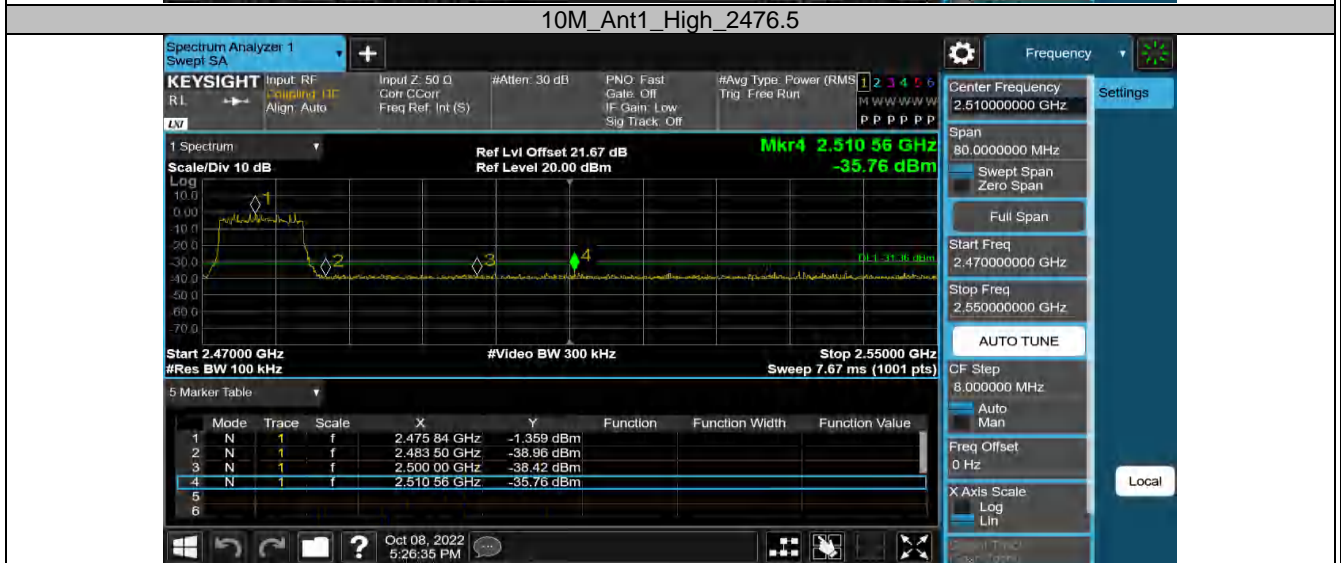 10M_Ant1_High_2476.5
Spectrum Analyzer 1
Swept SA
Frequency
KEYSIGHT
RL
LXI
Input: RF
Align: Auto
Input Z: 50 Ω
Corr CCorr
Freq Ref: Int (S)
#Atten: 30 dB
PNO: Fast
Gate: Off
IF Gain: Low
Sig Track: Off
#Avg Type: Power (RMS
Trig: Free Run
1 2 3 4 5 6
M W W W W W
P P P P P P
1 Spectrum
Scale/Div 10 dB
Ref Lvl Offset 21.67 dB
Ref Level 20.00 dBm
Mkr4 2.510 56 GHz
-35.76 dBm
Log
10.0
0.00
-10.0
-20.0
-30.0
-40.0
-50.0
-60.0
-70.0
1
2
3
4
DL1 -31.36 dBm
Start 2.47000 GHz
#Video BW 300 kHz
Stop 2.55000 GHz
#Res BW 100 kHz
Sweep 7.67 ms (1001 pts)
5 Marker Table
Mode Trace Scale X Y Function Function Width Function Value
1 N 1 f 2.475 84 GHz -1.359 dBm
2 N 1 f 2.483 50 GHz -38.96 dBm
3 N 1 f 2.500 00 GHz -38.42 dBm
4 N 1 f 2.510 56 GHz -35.76 dBm
5
6
Oct 08, 2022
5:26:35 PM
Center Frequency
2.510000000 GHz
Settings
Span
80.0000000 MHz
Swept Span
Zero Span
Full Span
Start Freq
2.470000000 GHz
Stop Freq
2.550000000 GHz
AUTO TUNE
CF Step
8.000000 MHz
Auto
Man
Freq Offset
0 Hz
X Axis Scale
Log
Lin
Local